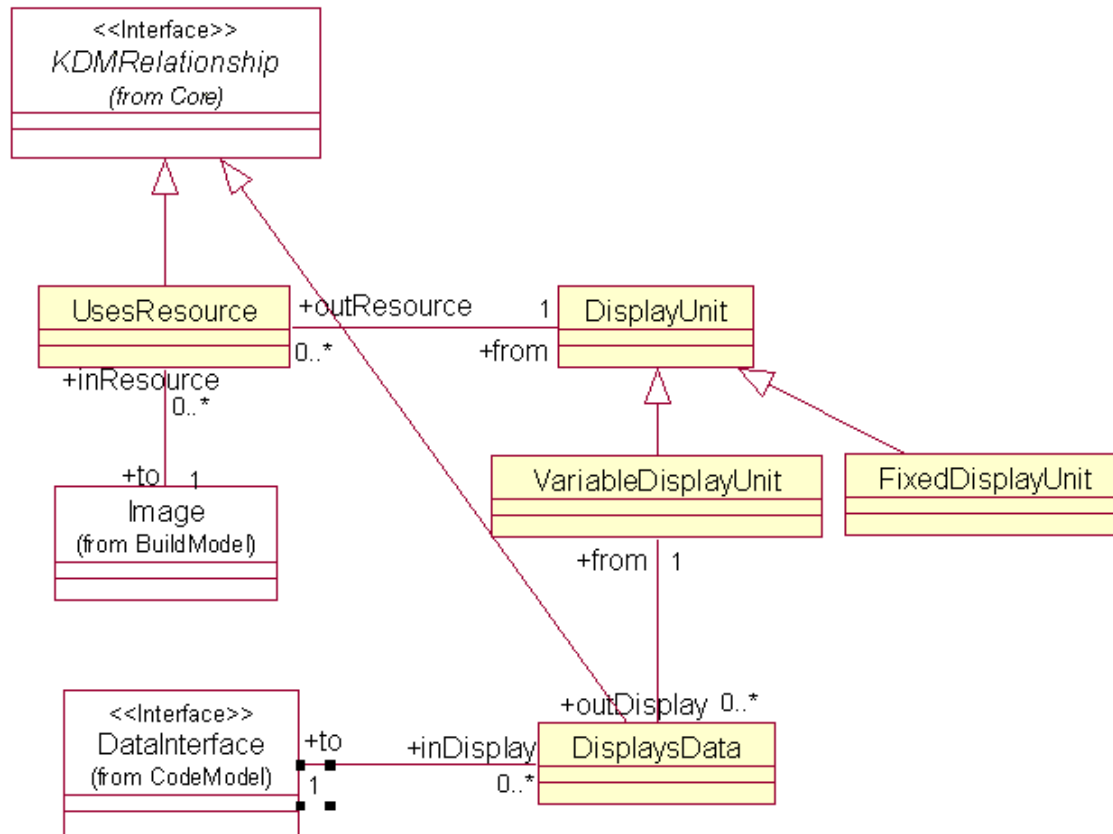 <<Interface>>
KDMRelationship
(from Core)
UsesResource
+outResource
1
DisplayUnit
0..*
+from
+inResource
0..*
+to
1
Image
(from BuildModel)
VariableDisplayUnit
FixedDisplayUnit
+from
1
+outDisplay
0..*
<<Interface>>
DataInterface
(from CodeModel)
+to
1
+inDisplay
0..*
DisplaysData